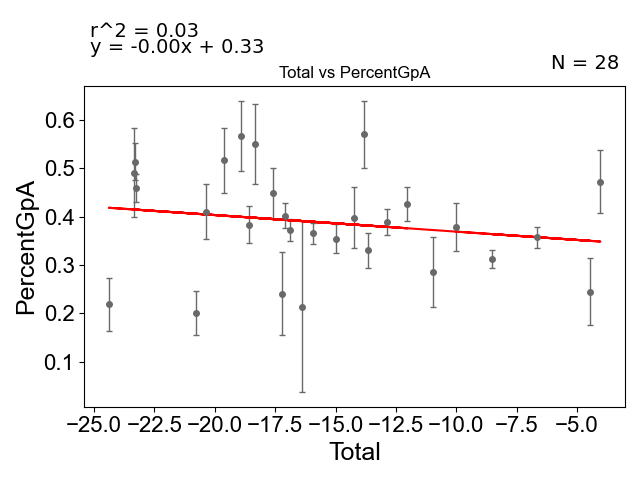 r^2 = 0.03
y = -0.00x + 0.33
N = 28
Total vs PercentGpA
PercentGpA
0.6
0.5
0.4
0.3
0.2
0.1
−25.0 −22.5 −20.0 −17.5 −15.0 −12.5 −10.0 −7.5 −5.0
Total